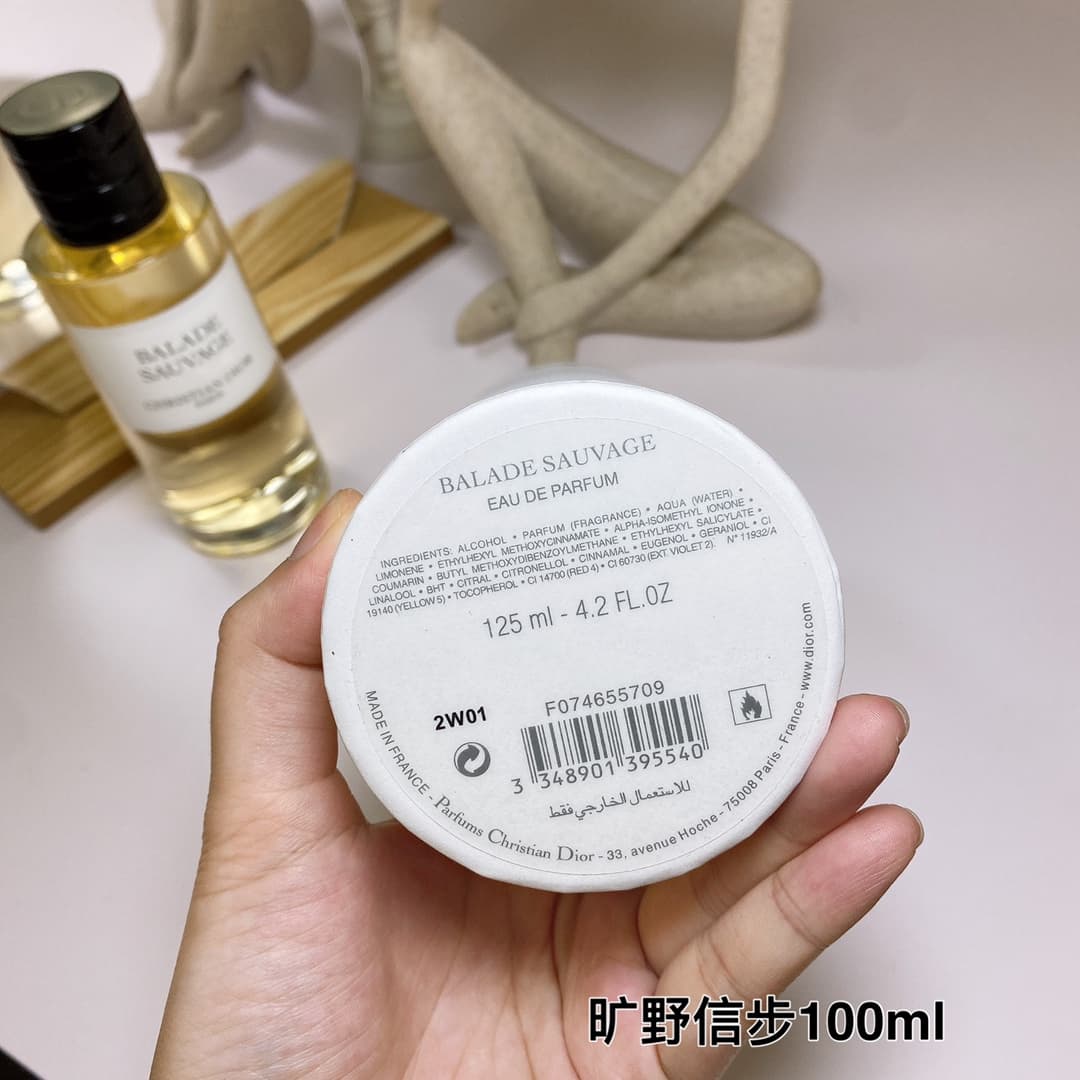 BALADE
SAUVAGE
CHRISTIAN DIOR
BALADE SAUVAGE
EAU DE PARFUM
INGREDIENTS: ALCOHOL • PARFUM (FRAGRANCE) • AQUA (WATER) •
LIMONENE • ETHYLHEXYL METHOXYCINNAMATE • ALPHA-ISOMETHYL IONONE •
COUMARIN • BUTYL METHOXYDIBENZOYLMETHANE • ETHYLHEXYL SALICYLATE •
LINALOOL • BHT • CITRAL • CITRONELLOL • CINNAMAL • EUGENOL • GERANIOL • CI
19140 (YELLOW 5) • TOCOPHEROL • CI 14700 (RED 4) • CI 60730 (EXT. VIOLET 2). N° 11932/A
125 ml - 4.2 FL.OZ
2W01
F074655709
3 348901 395540
للاستعمال الخارجي فقط
MADE IN FRANCE - Parfums Christian Dior - 33, avenue Hoche - 75008 Paris - France - www.dior.com
旷野信步100ml